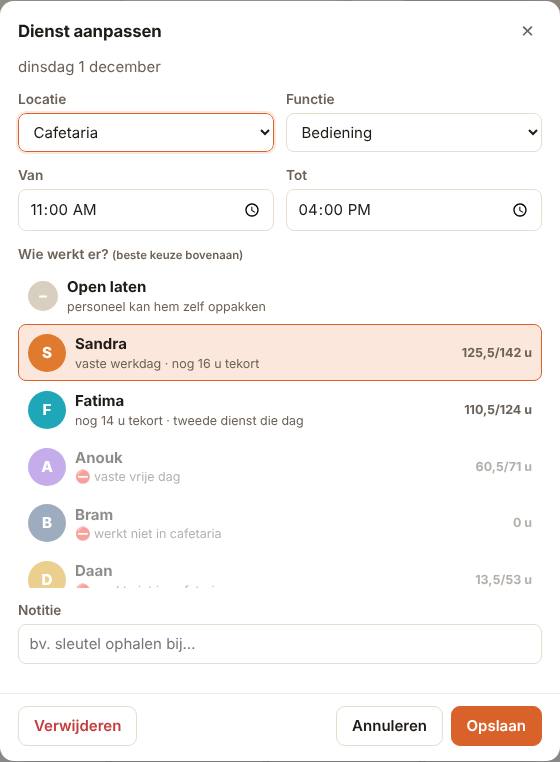 Dienst aanpassen
dinsdag 1 december
Locatie
Functie
Cafetaria
Bediening
Van
Tot
11:00 AM
04:00 PM
Wie werkt er? (beste keuze bovenaan)
Open laten
personeel kan hem zelf oppakken
S
Sandra
vaste werkdag · nog 16 u tekort
125,5/142 u
F
Fatima
nog 14 u tekort · tweede dienst die dag
110,5/124 u
A
Anouk
vaste vrije dag
60,5/71 u
B
Bram
werkt niet in cafetaria
0 u
D
Daan
13,5/53 u
Notitie
bv. sleutel ophalen bij...
Verwijderen
Annuleren
Opslaan